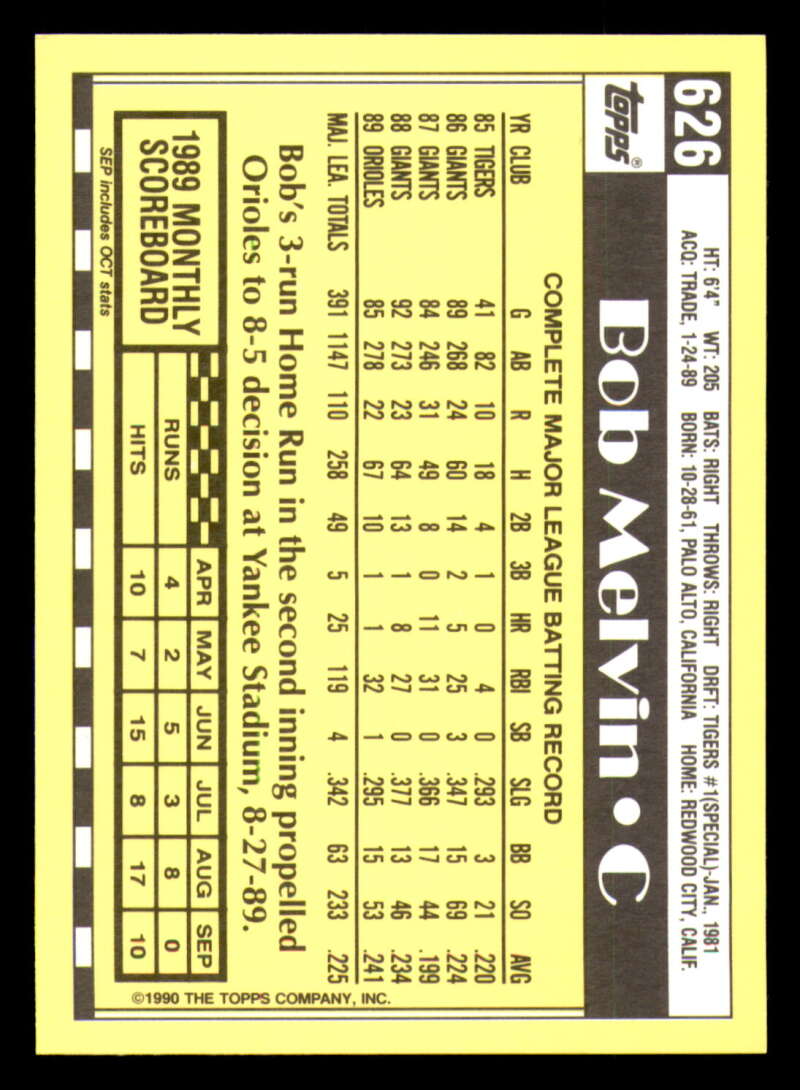 626
HT: 6'4" WT: 205 BATS: RIGHT THROWS: RIGHT DRFT: TIGERS #1(SPECIAL)-JAN., 1981
ACQ: TRADE, 1-24-89 BORN: 10-28-61, PALO ALTO, CALIFORNIA HOME: REDWOOD CITY, CALIF.
Topps® Bob Melvin • C
COMPLETE MAJOR LEAGUE BATTING RECORD
YR CLUB G AB R H 2B 3B HR RBI SB SLG BB SO AVG
85 TIGERS 41 82 10 18 4 1 0 4 0 .293 3 21 .220
86 GIANTS 89 268 24 60 14 2 5 25 3 .347 15 69 .224
87 GIANTS 84 246 31 49 8 0 11 31 0 .366 17 44 .199
88 GIANTS 92 273 23 64 13 1 8 27 0 .377 13 46 .234
89 ORIOLES 85 278 22 67 10 1 1 32 1 .295 15 53 .241
MAJ. LEA. TOTALS 391 1147 110 258 49 5 25 119 4 .342 63 233 .225
Bob's 3-run Home Run in the second inning propelled
Orioles to 8-5 decision at Yankee Stadium, 8-27-89.
1989 MONTHLY
SCOREBOARD
APR MAY JUN JUL AUG SEP
RUNS 4 2 5 3 8 0
HITS 10 7 15 8 17 10
SEP includes OCT stats
©1990 THE TOPPS COMPANY, INC.